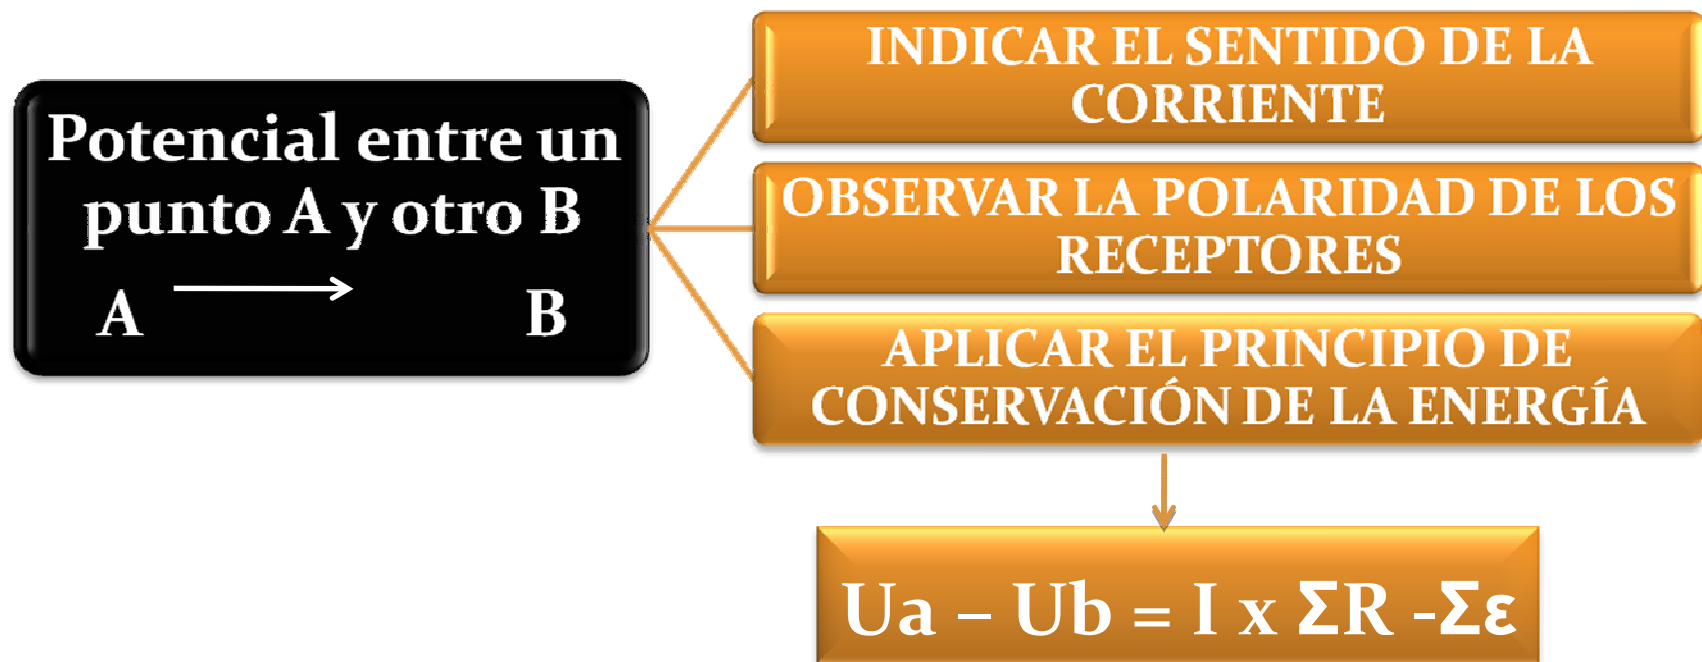 Potencial entre un
punto A y otro B
A B
INDICAR EL SENTIDO DE LA
CORRIENTE
OBSERVAR LA POLARIDAD DE LOS
RECEPTORES
APLICAR EL PRINCIPIO DE
CONSERVACIÓN DE LA ENERGÍA
Ua – Ub = I x ΣR -Σε